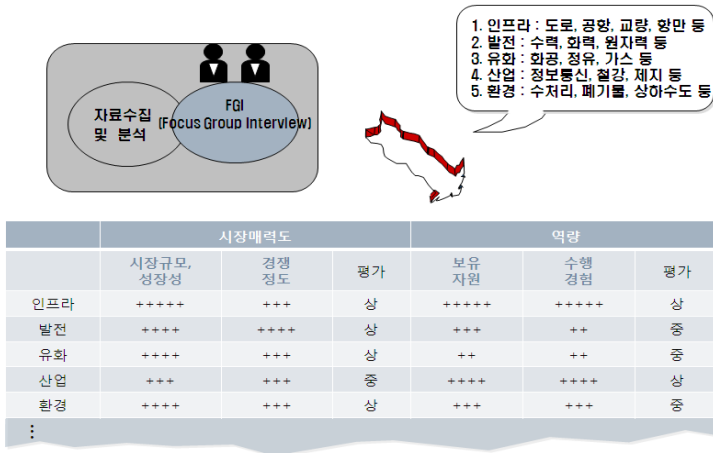 1. 인프라 : 도로, 공항, 교량, 항만 등
2. 발전 : 수력, 화력, 원자력 등
3. 유화 : 화공, 정유, 가스 등
4. 산업 : 정보통신, 철강, 제지 등
5. 환경 : 수처리, 폐기물, 상하수도 등
자료수집
및 분석
FGI
(Focus Group Interview)
시장매력도 역량
시장규모,
성장성
경쟁
정도
평가
보유
자원
수행
경험
평가
인프라 +++++ +++ 상 +++++ +++++ 상
발전 ++++ ++++ 상 +++ ++ 중
유화 ++++ +++ 상 ++ ++ 중
산업 +++ +++ 중 ++++ ++++ 상
환경 ++++ +++ 상 +++ +++ 중
⋮